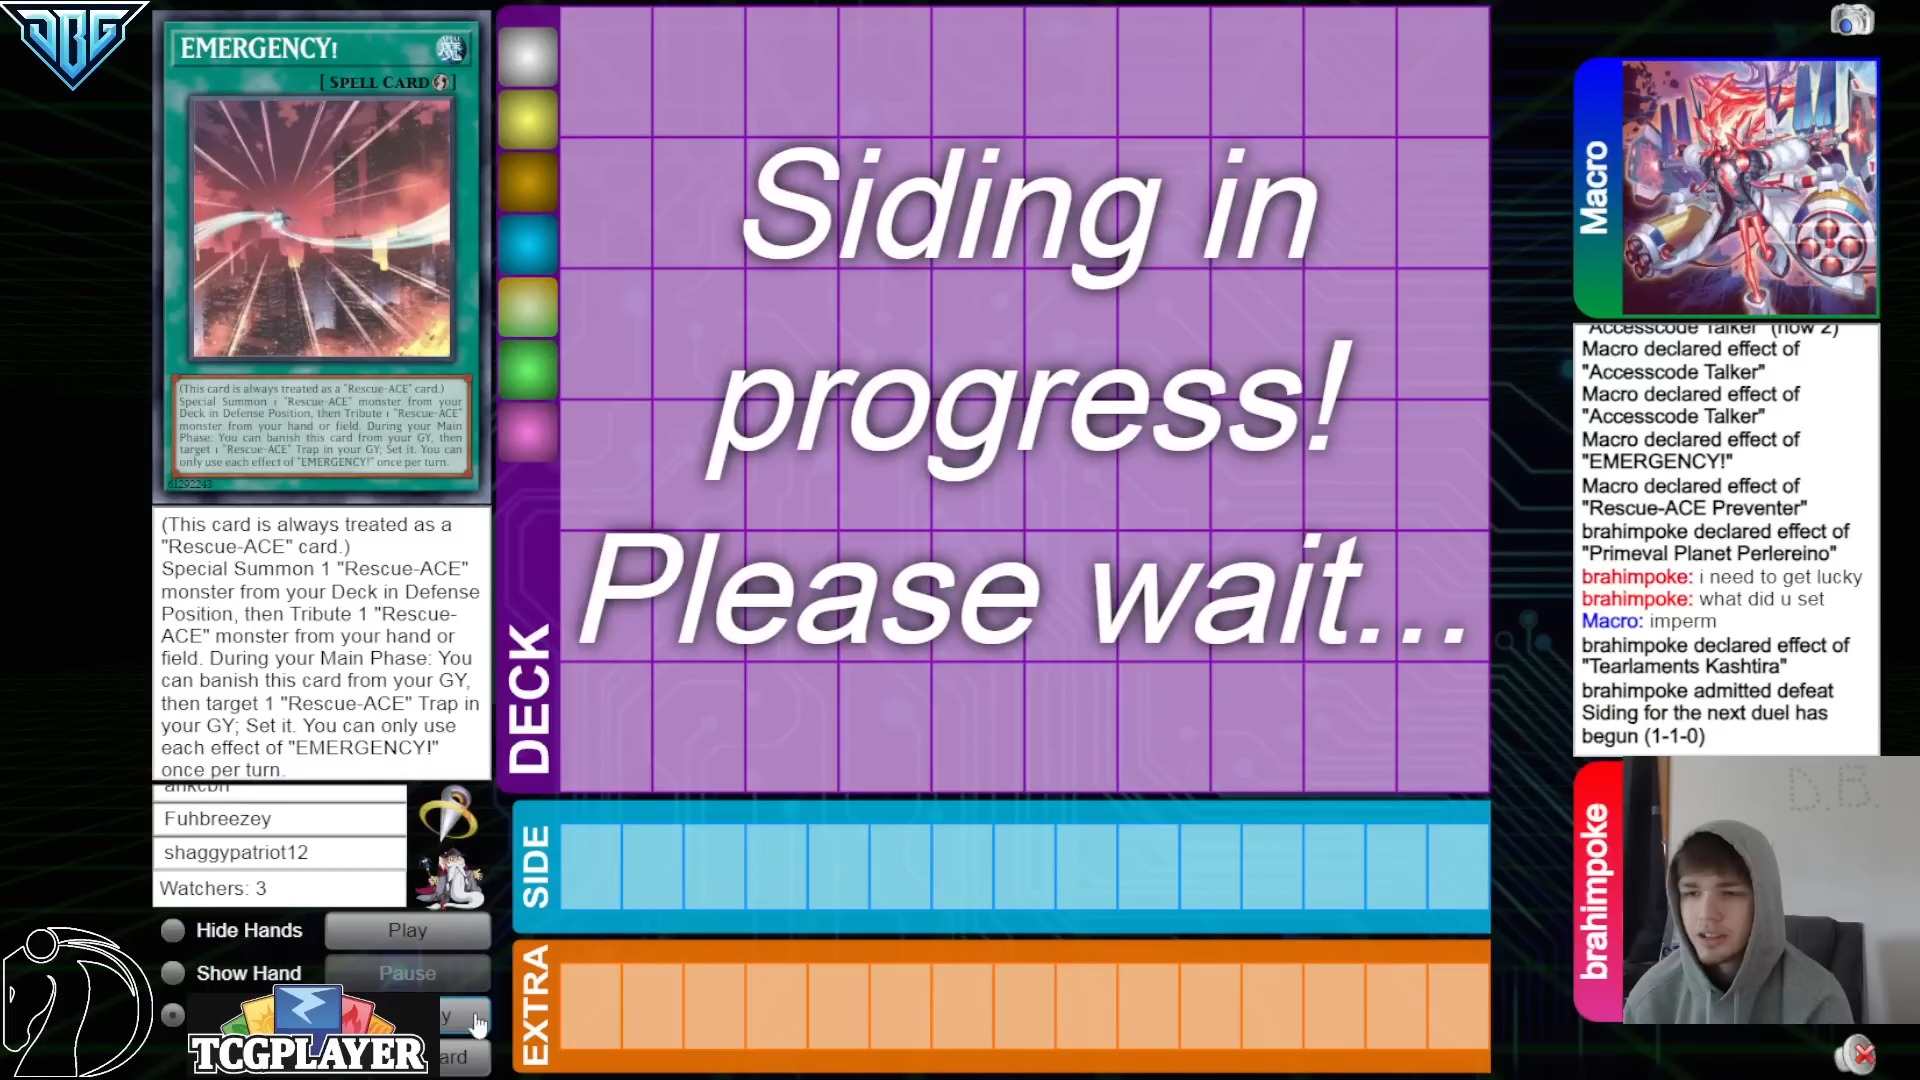 DBG
EMERGENCY!
[ SPELL CARD ]
(This card is always treated as a "Rescue-ACE" card.)
Special Summon 1 "Rescue-ACE" monster from your
Deck in Defense Position, then Tribute 1 "Rescue-ACE"
monster from your hand or field. During your Main
Phase: You can banish this card from your GY, then
target 1 "Rescue-ACE" Trap in your GY; Set it. You can
only use each effect of "EMERGENCY!" once per turn.
61292243
(This card is always treated as a
"Rescue-ACE" card.)
Special Summon 1 "Rescue-ACE"
monster from your Deck in Defense
Position, then Tribute 1 "Rescue-
ACE" monster from your hand or
field. During your Main Phase: You
can banish this card from your GY,
then target 1 "Rescue-ACE" Trap in
your GY; Set it. You can only use
each effect of "EMERGENCY!"
once per turn.
Fuhbreezey
shaggypatriot12
Watchers: 3
Hide Hands
Play
Show Hand
Pause
y
ard
TCGPLAYER
DECK
Siding in
progress!
Please wait...
SIDE
EXTRA
Macro
"Accesscode Talker" (now 2)
Macro declared effect of
"Accesscode Talker"
Macro declared effect of
"Accesscode Talker"
Macro declared effect of
"EMERGENCY!"
Macro declared effect of
"Rescue-ACE Preventer"
brahimpoke declared effect of
"Primeval Planet Perlereino"
brahimpoke: i need to get lucky
brahimpoke: what did u set
Macro: imperm
brahimpoke declared effect of
"Tearlaments Kashtira"
brahimpoke admitted defeat
Siding for the next duel has
begun (1-1-0)
brahimpoke
D.B.